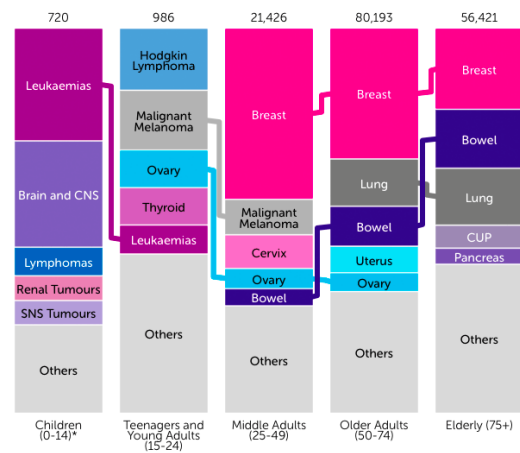 720
986
21,426
80,193
56,421
Leukaemias
Brain and CNS
Lymphomas
Renal Tumours
SNS Tumours
Others
Hodgkin
Lymphoma
Malignant
Melanoma
Ovary
Thyroid
Leukaemias
Others
Breast
Malignant
Melanoma
Cervix
Ovary
Bowel
Others
Breast
Lung
Bowel
Uterus
Ovary
Others
Breast
Bowel
Lung
CUP
Pancreas
Others
Children
(0-14)*
Teenagers and
Young Adults
(15-24)
Middle Adults
(25-49)
Older Adults
(50-74)
Elderly (75+)